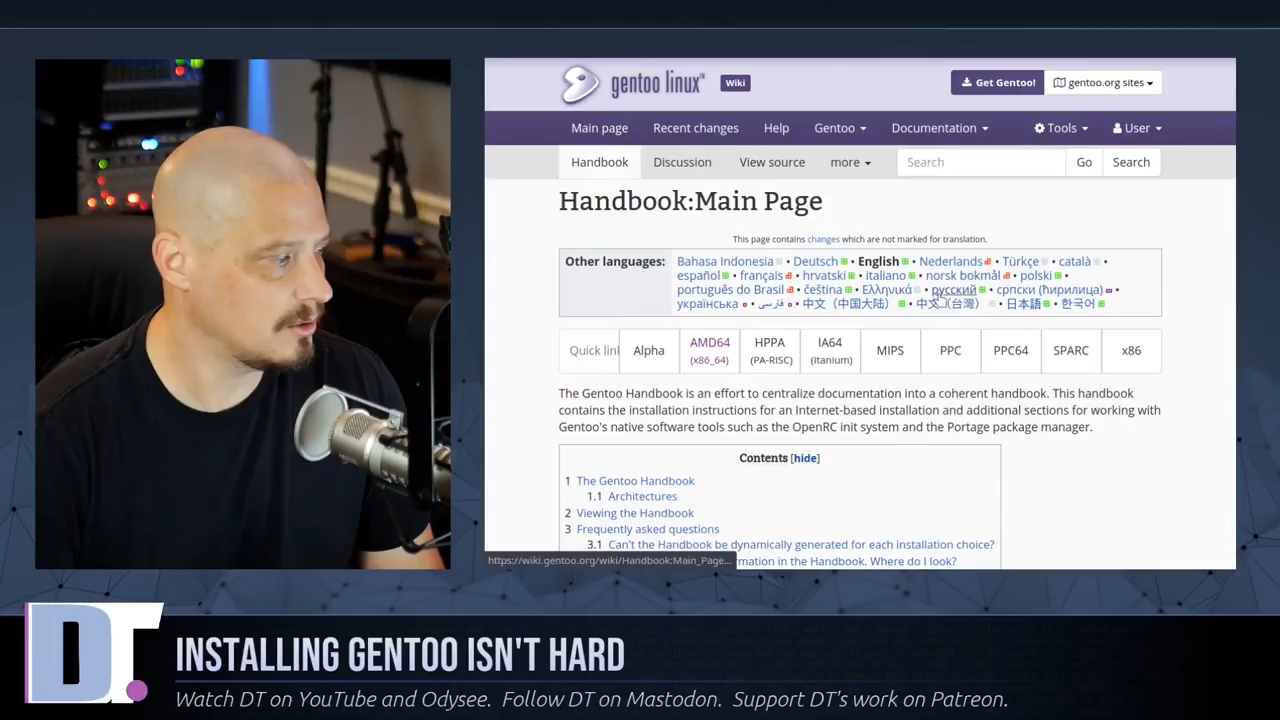 gentoo linux™ Wiki Get Gentoo! gentoo.org sites
Main page Recent changes Help Gentoo Documentation Tools User
Handbook Discussion View source more Search Go Search
Handbook:Main Page
This page contains changes which are not marked for translation.
Other languages: Bahasa Indonesia • Deutsch • English • Nederlands • Türkçe • català •
español • français • hrvatski • italiano • norsk bokmål • polski •
português do Brasil • čeština • Ελληνικά • русский • српски (ћирилица) •
українська • فارسی • 中文(中国大陆) • 中文(台灣) • 日本語 • 한국어
Quick lin Alpha AMD64 HPPA IA64 MIPS PPC PPC64 SPARC x86
(x86_64) (PA-RISC) (Itanium)
The Gentoo Handbook is an effort to centralize documentation into a coherent handbook. This handbook
contains the installation instructions for an Internet-based installation and additional sections for working with
Gentoo's native software tools such as the OpenRC init system and the Portage package manager.
Contents [hide]
1 The Gentoo Handbook
1.1 Architectures
2 Viewing the Handbook
3 Frequently asked questions
3.1 Can't the Handbook be dynamically generated for each installation choice?
https://wiki.gentoo.org/wiki/Handbook:Main_Page... mation in the Handbook. Where do I look?
DT.
INSTALLING GENTOO ISN'T HARD
Watch DT on YouTube and Odysee. Follow DT on Mastodon. Support DT's work on Patreon.